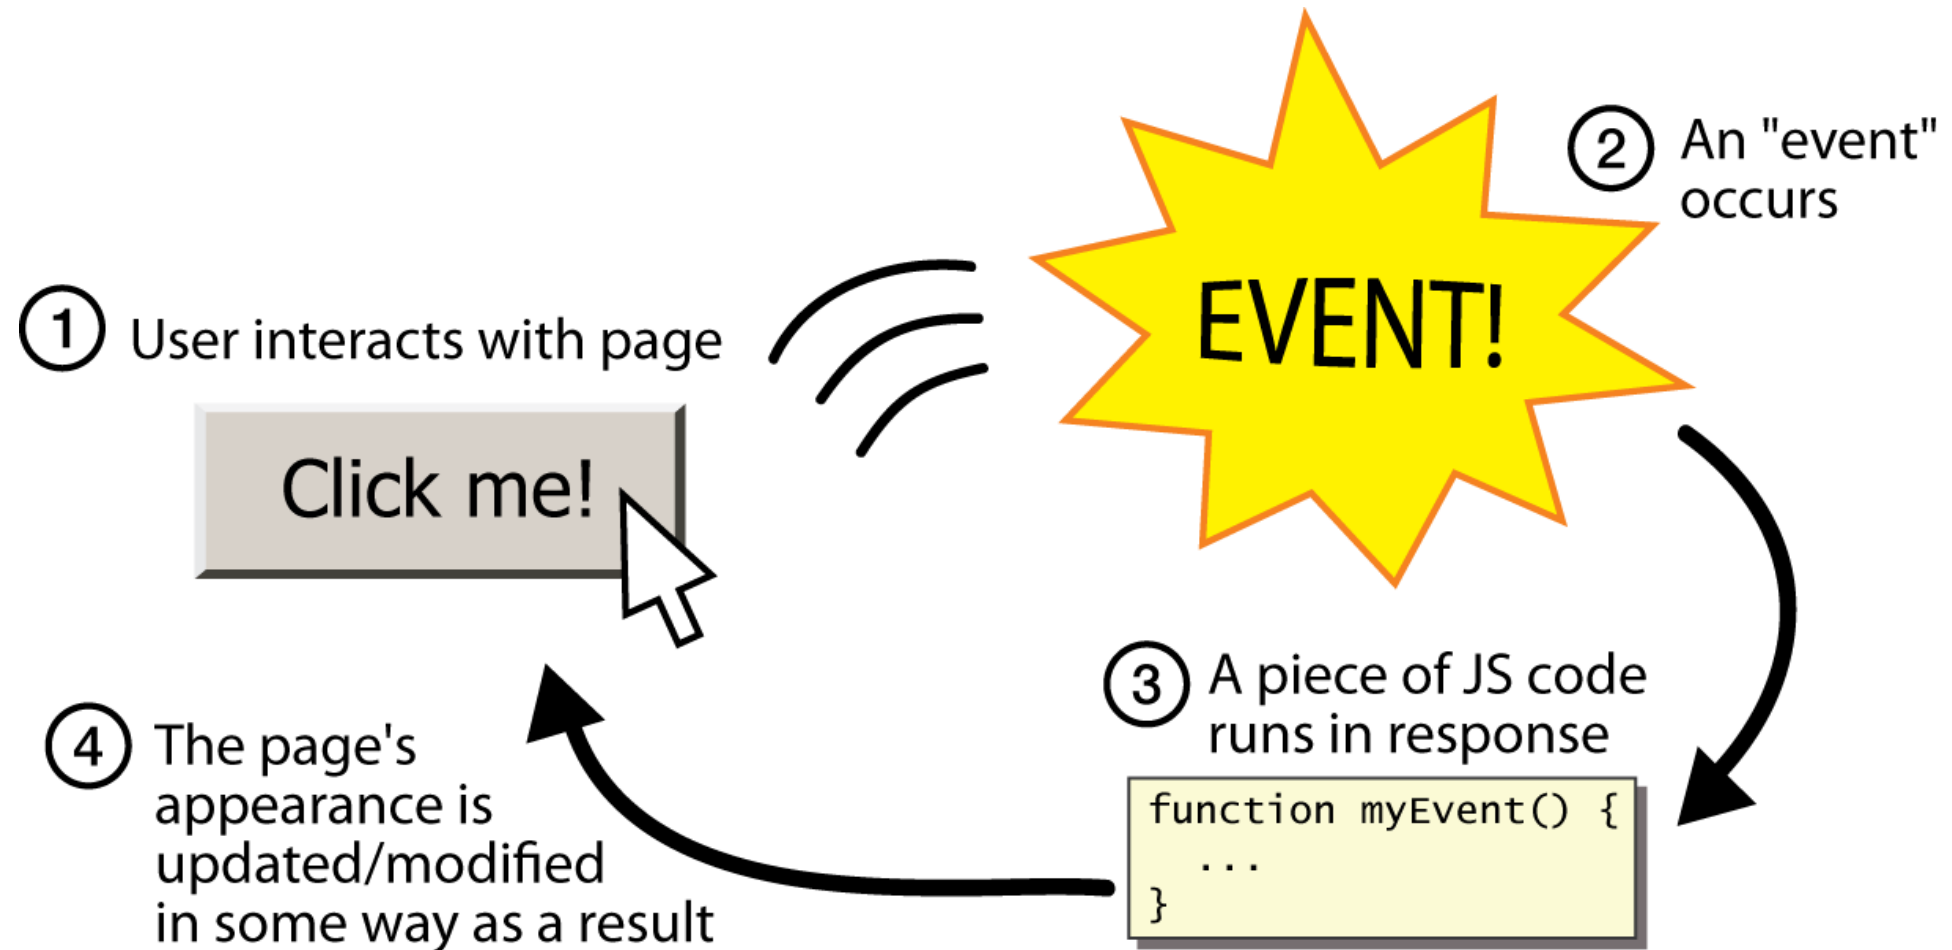 1 User interacts with page
Click me!
EVENT!
2 An "event"
occurs
3 A piece of JS code
runs in response
function myEvent() {
...
}
4 The page's
appearance is
updated/modified
in some way as a result